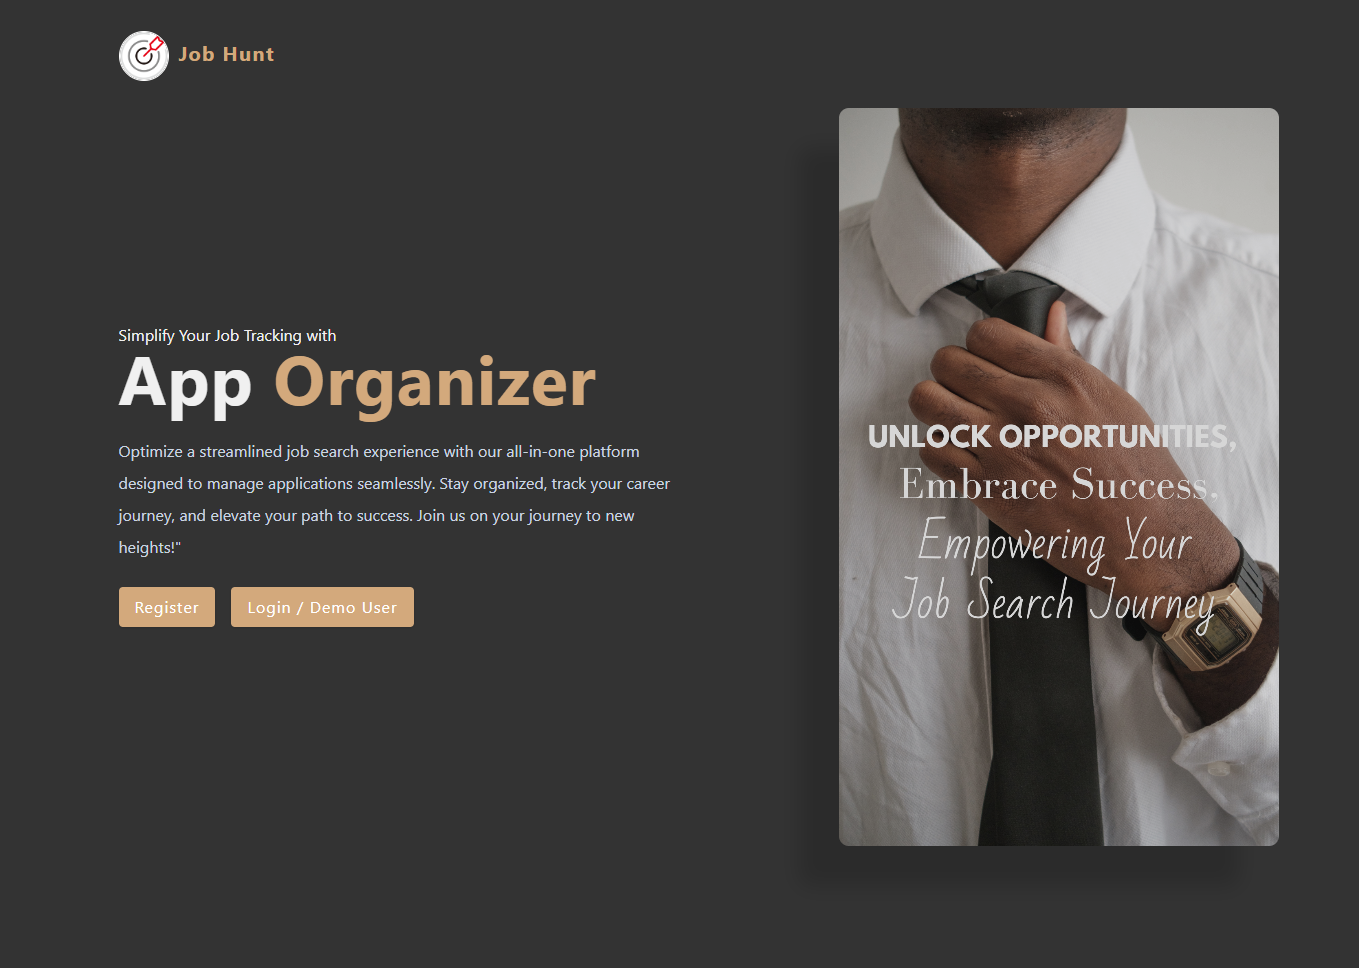 Job Hunt
Simplify Your Job Tracking with
App Organizer
Optimize a streamlined job search experience with our all-in-one platform
designed to manage applications seamlessly. Stay organized, track your career
journey, and elevate your path to success. Join us on your journey to new
heights!"
Register
Login / Demo User
UNLOCK OPPORTUNITIES,
Embrace Success.
Empowering Your
Job Search Journey